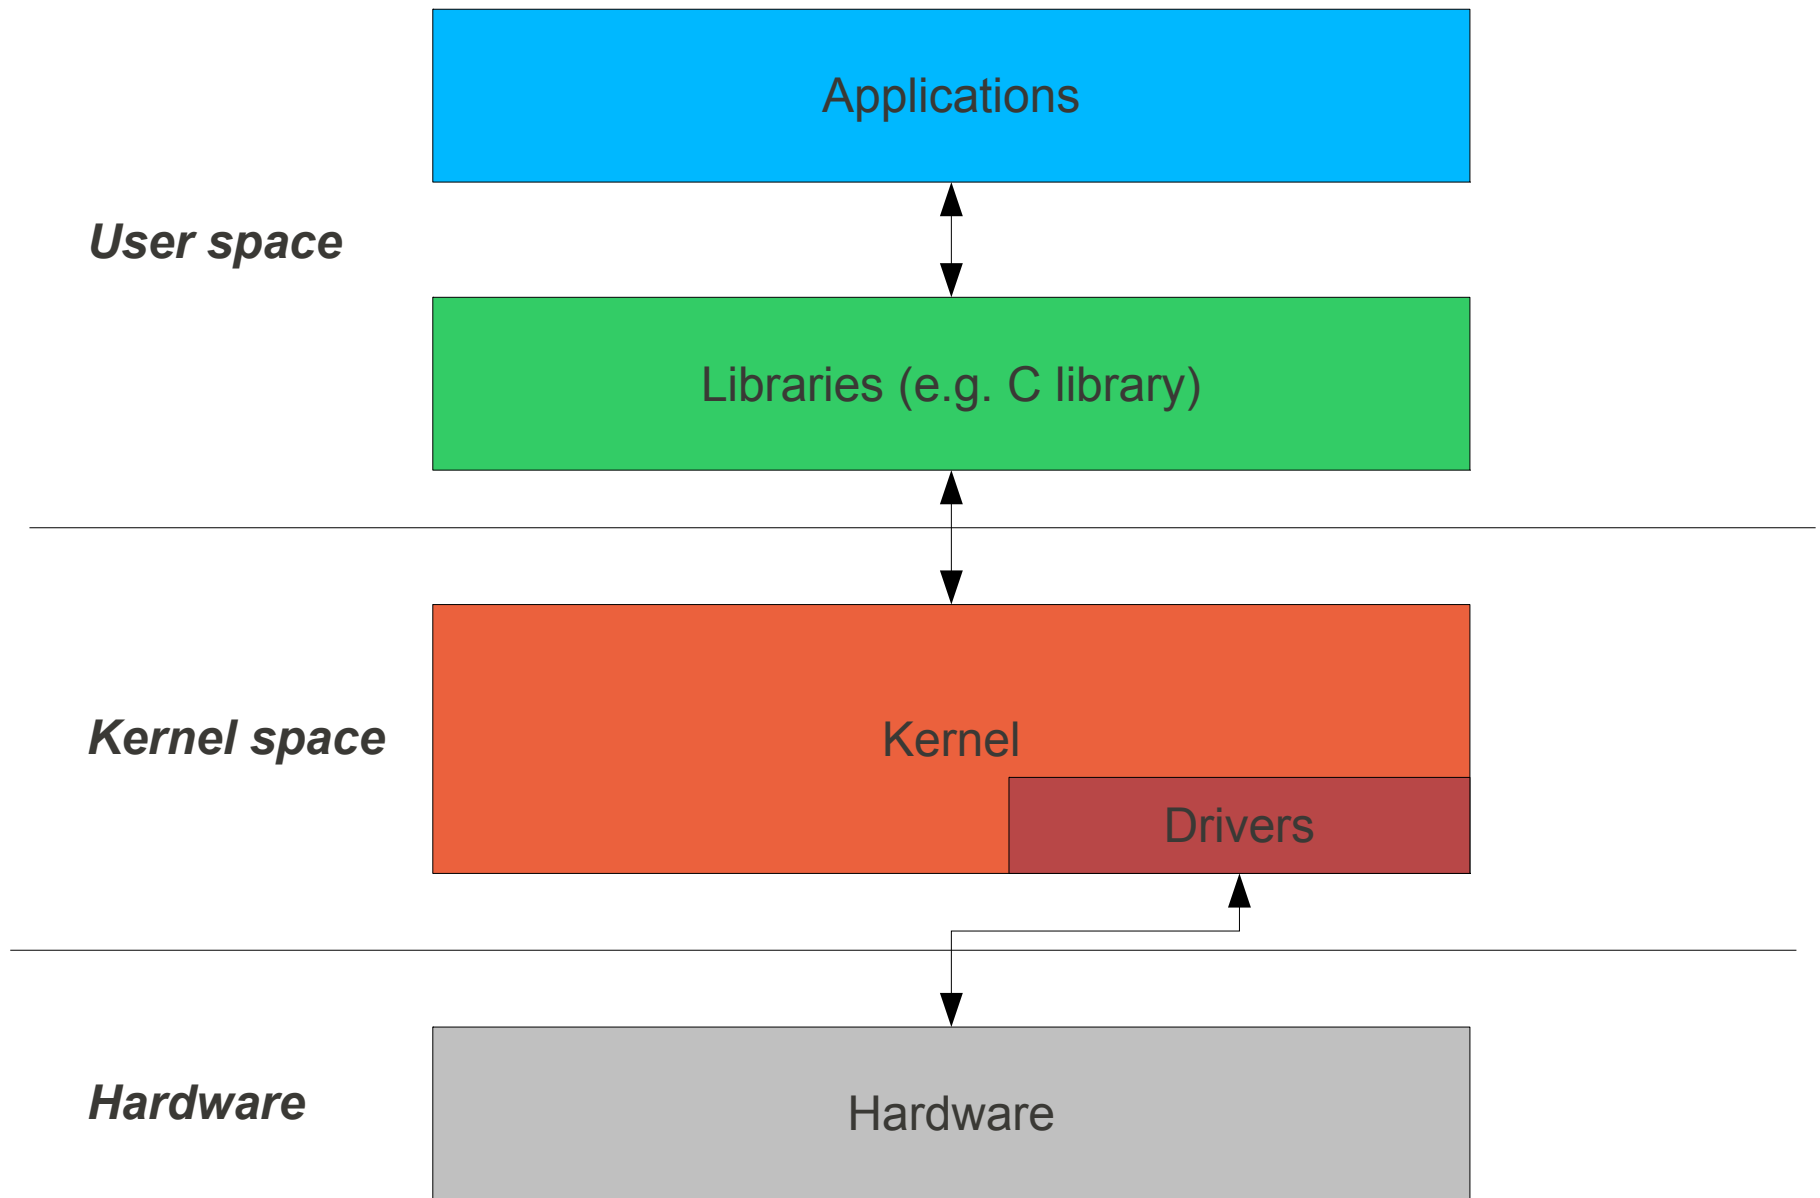 Applications
User space
Libraries (e.g. C library)
Kernel space
Kernel
Drivers
Hardware
Hardware